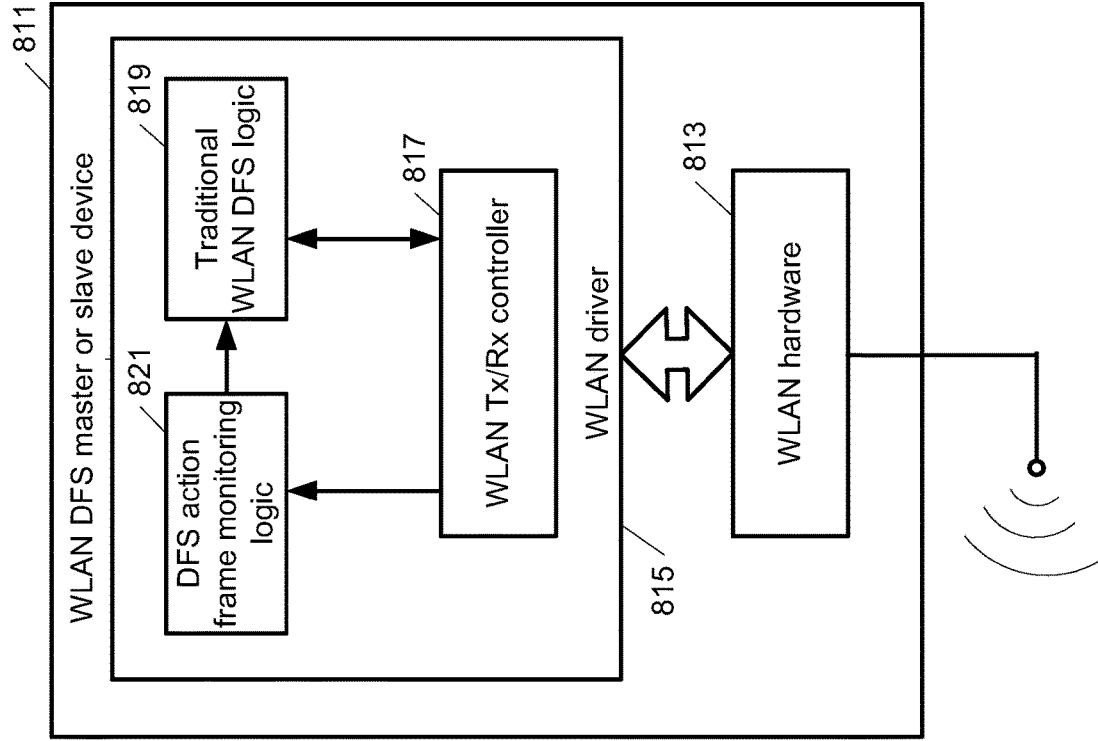 811
WLAN DFS master or slave device
821
DFS action
frame monitoring
logic
819
Traditional
WLAN DFS logic
817
WLAN Tx/Rx controller
815
WLAN driver
813
WLAN hardware